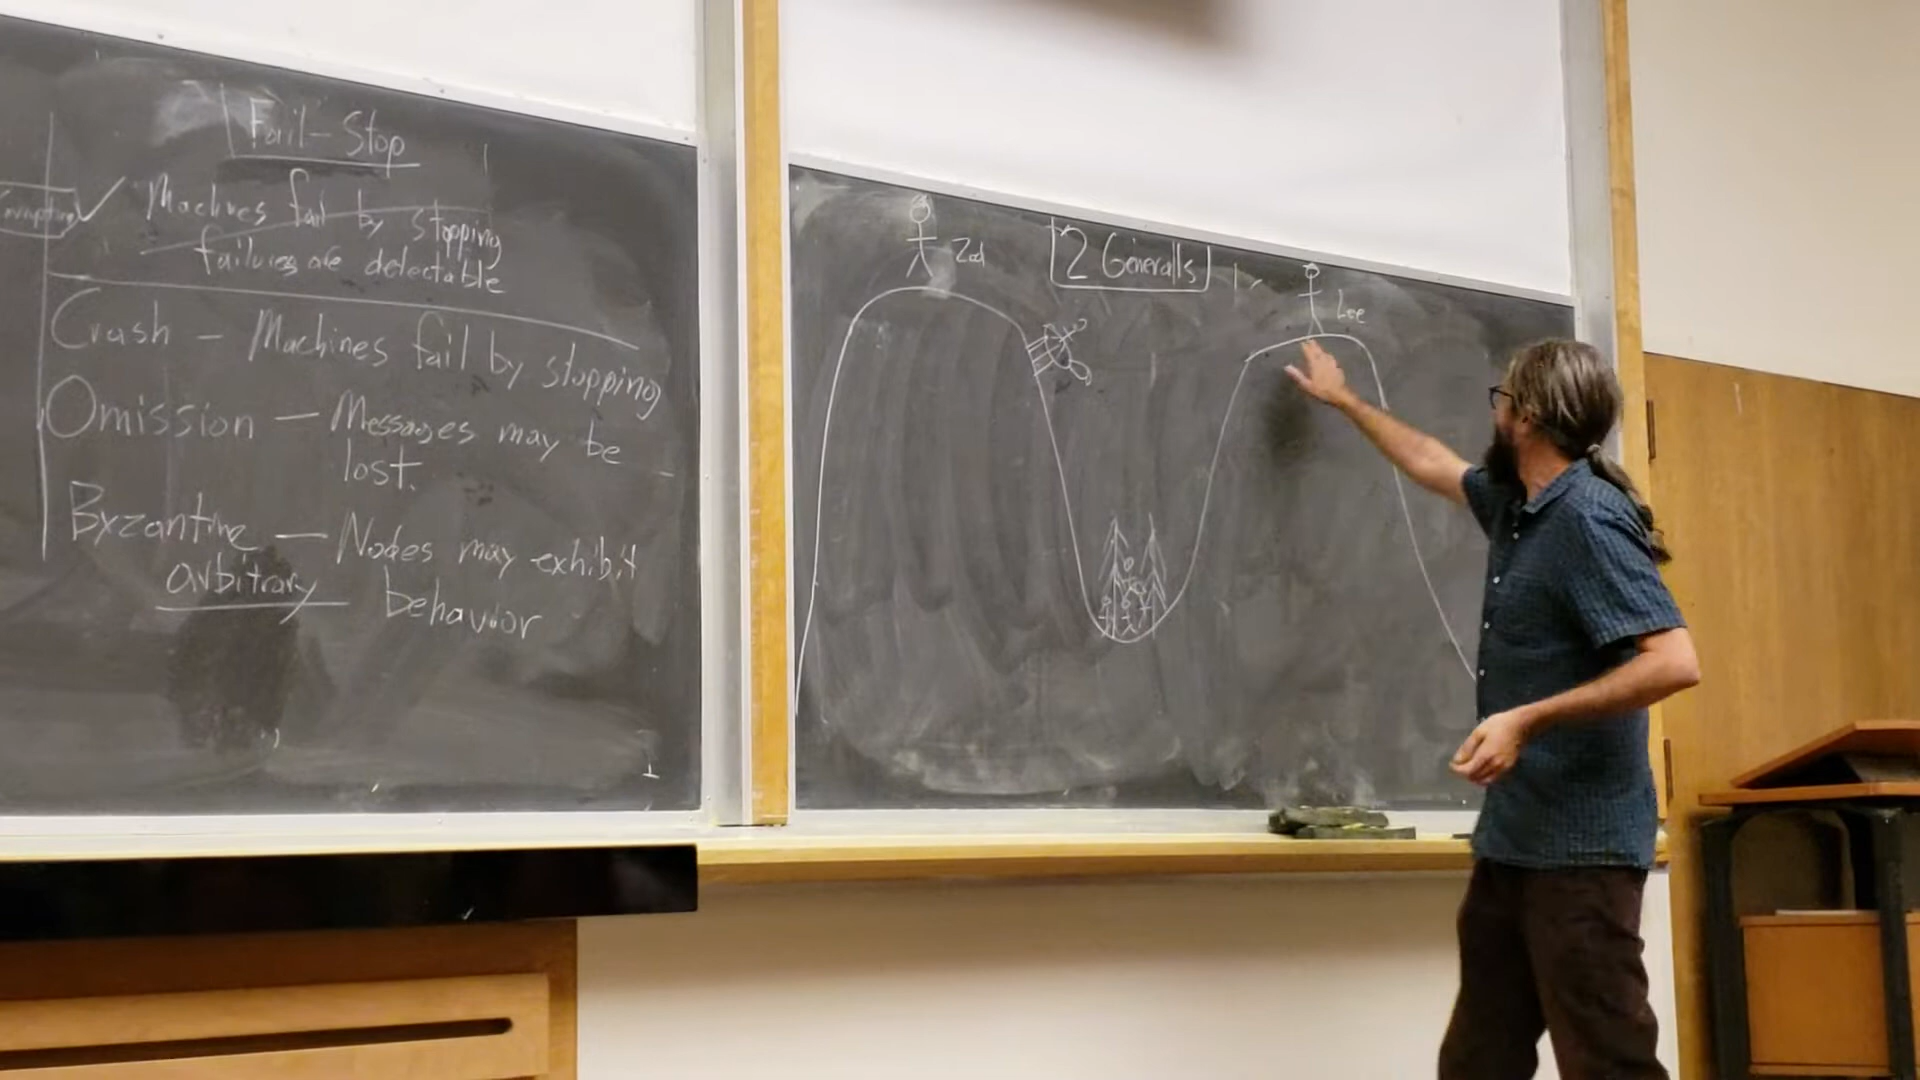 Fail-Stop
Machines fail by stopping
failures are detectable
Crash - Machines fail by stopping
Omission - Messages may be
lost.
Byzantine - Nodes may exhibit
arbitrary behavior
2 Generalls
Lee